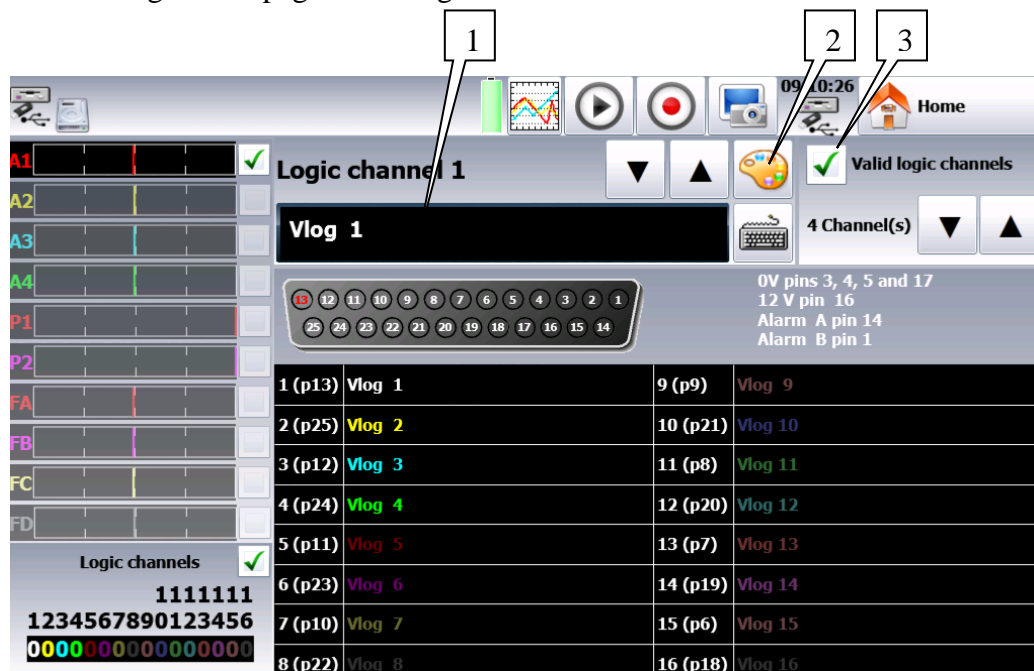 1
2
3
09:10:26
Home
A1
A2
A3
A4
P1
P2
FA
FB
FC
FD
Logic channels
1111111
1234567890123456
0000000000000000
Logic channel 1
Vlog 1
Valid logic channels
4 Channel(s)
13 12 11 10 9 8 7 6 5 4 3 2 1
25 24 23 22 21 20 19 18 17 16 15 14
0V pins 3, 4, 5 and 17
12 V pin 16
Alarm A pin 14
Alarm B pin 1
1 (p13) Vlog 1 9 (p9) Vlog 9
2 (p25) Vlog 2 10 (p21) Vlog 10
3 (p12) Vlog 3 11 (p8) Vlog 11
4 (p24) Vlog 4 12 (p20) Vlog 12
5 (p11) Vlog 5 13 (p7) Vlog 13
6 (p23) Vlog 6 14 (p19) Vlog 14
7 (p10) Vlog 7 15 (p6) Vlog 15
8 (p22) Vlog 8 16 (p18) Vlog 16